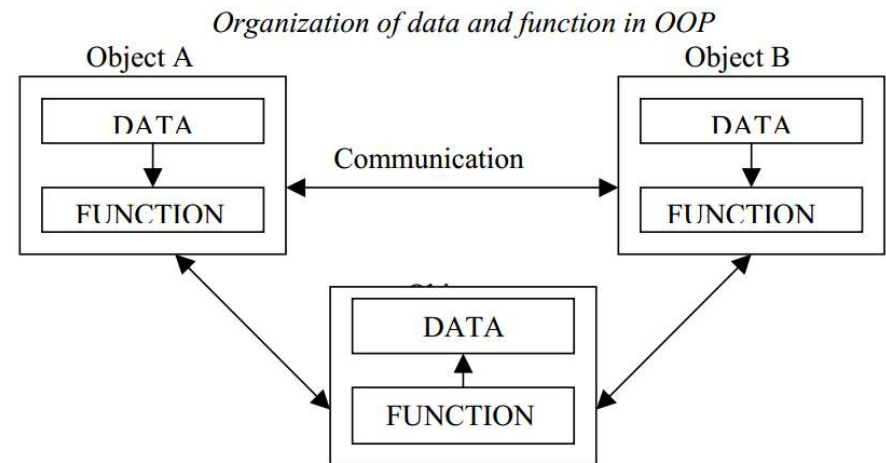 Organization of data and function in OOP
Object A
Object B
DATA
DATA
Communication
FUNCTION
FUNCTION
DATA
FUNCTION